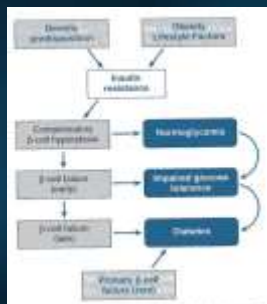 Genetic
predisposition
Obesity
Lifestyle Factors
Insulin
resistance
Compensatory
β-cell hyperplasia
Normoglycemia
β-cell failure
(early)
Impaired glucose
tolerance
β-cell failure
(late)
Diabetes
Primary β-cell
failure (rare)